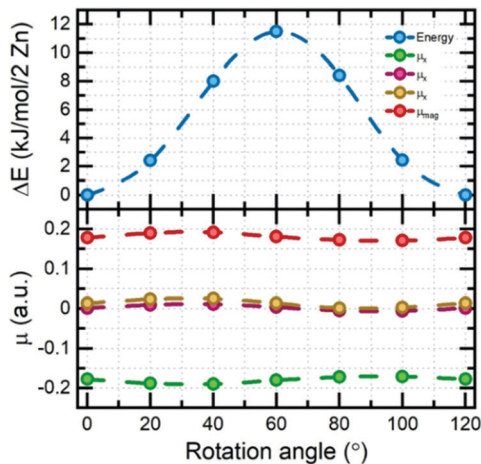 12
10
8
6
4
2
0
ΔE (kJ/mol/2 Zn)
Energy
μx
μx
μx
μmag
0.2
0.1
0
-0.1
-0.2
μ (a.u.)
0 20 40 60 80 100 120
Rotation angle (°)